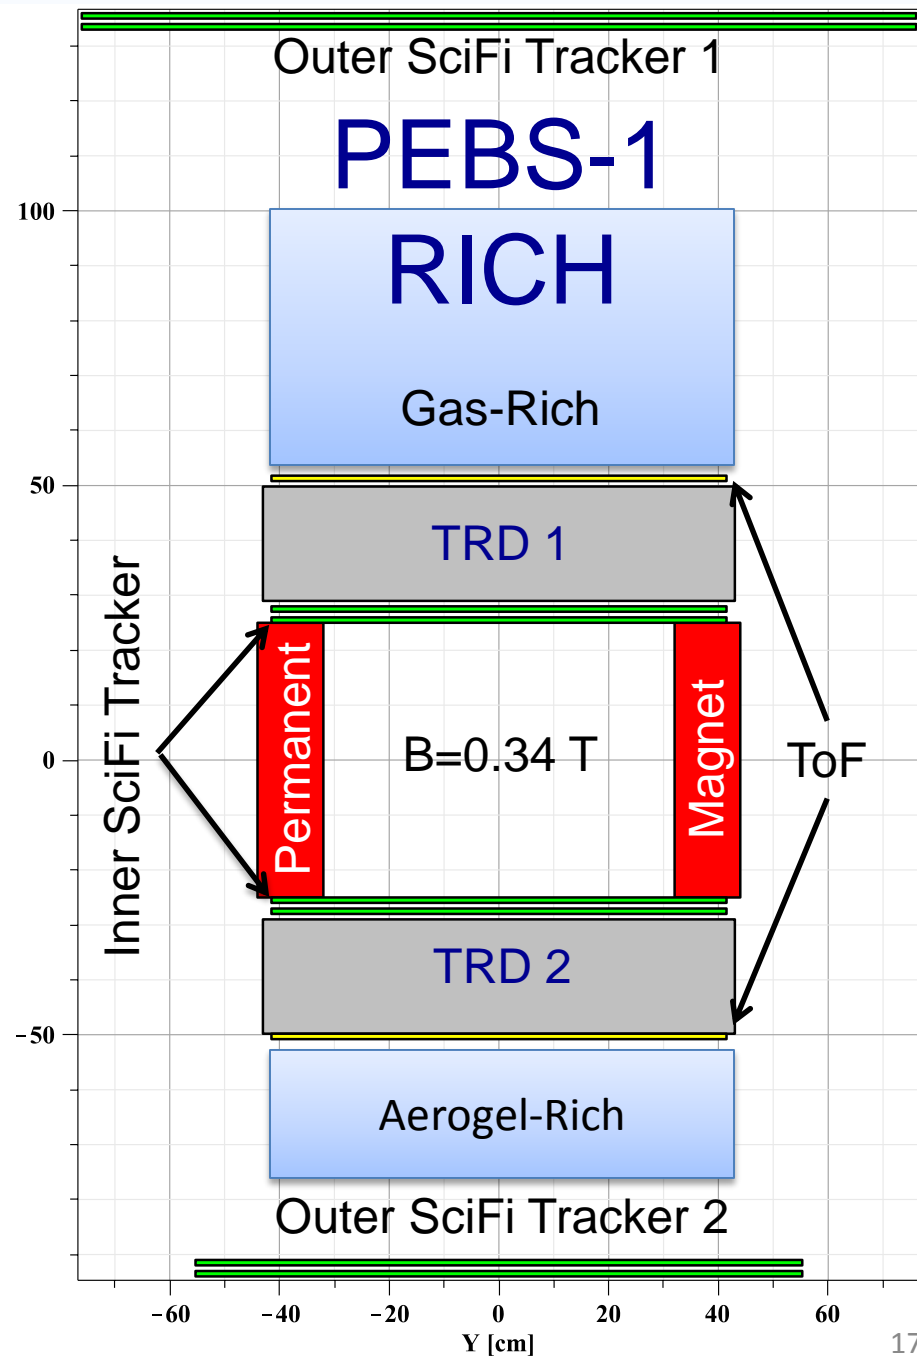 Outer SciFi Tracker 1
PEBS-1
100
RICH
Gas-Rich
50
TRD 1
Inner SciFi Tracker
Permanent
B=0.34 T
Magnet
ToF
0
TRD 2
-50
Aerogel-Rich
Outer SciFi Tracker 2
-60 -40 -20 0 20 40 60
Y [cm]
17